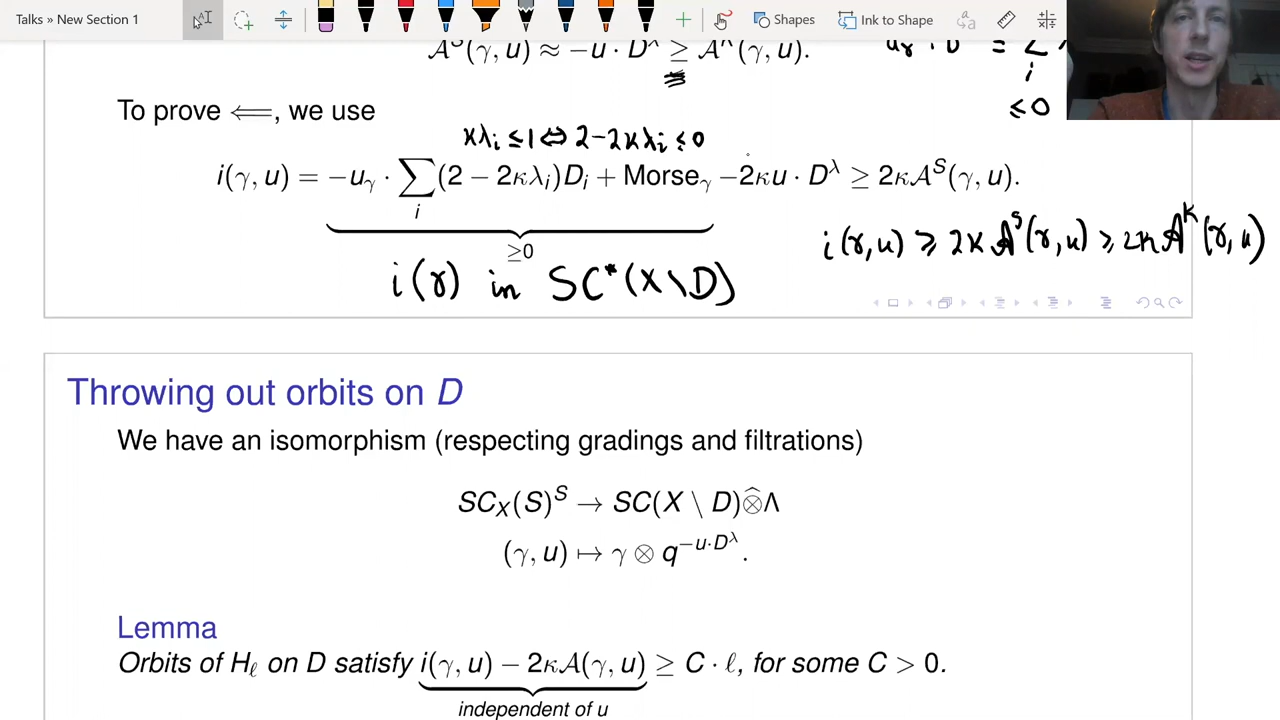 Talks » New Section 1
Shapes
Ink to Shape
A^S(γ, u) ≈ −u · D^λ ≥ A^K(γ, u).
i
≤ 0
To prove ⟸, we use
κλ_i ≤ 1 ⇔ 2 − 2κλ_i ≤ 0
i(γ, u) = −u_γ · ∑_i (2 − 2κλ_i)D_i + Morse_γ −2κu · D^λ ≥ 2κA^S(γ, u).
≥0
i(γ, u) ≥ 2κ A^S(γ, u) ≥ 2κ A^K(γ, u)
i(γ) in SC*(X \ D)
Throwing out orbits on D
We have an isomorphism (respecting gradings and filtrations)
SC_X(S)^S → SC(X \ D)⊗̂Λ
(γ, u) ↦ γ ⊗ q^{−u·D^λ}.
Lemma
Orbits of H_ℓ on D satisfy i(γ, u) − 2κA(γ, u) ≥ C · ℓ, for some C > 0.
independent of u